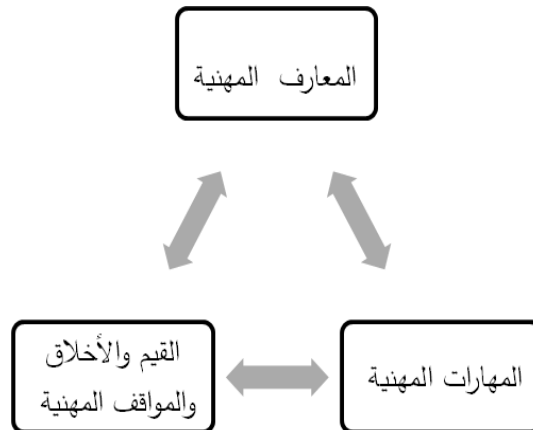 المعارف المهنية
القيم والأخلاق
والمواقف المهنية
المهارات المهنية